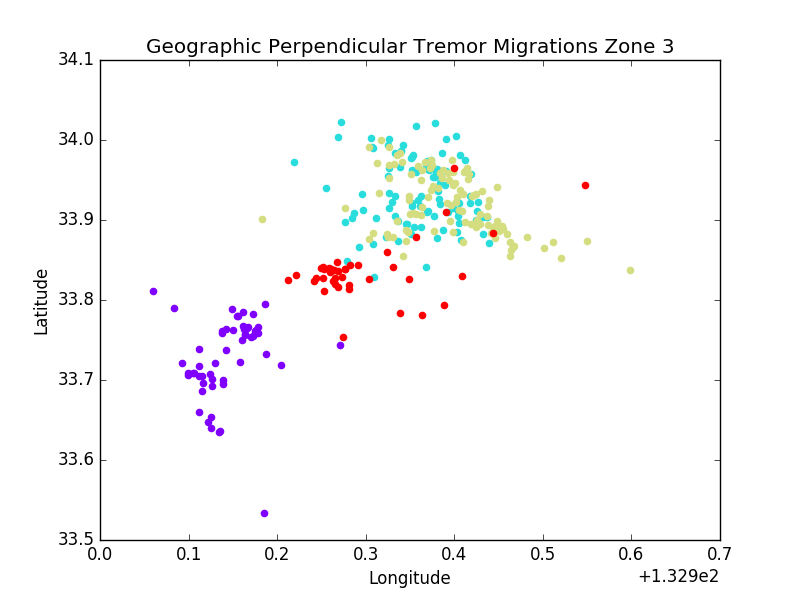 Geographic Perpendicular Tremor Migrations Zone 3
34.1
34.0
33.9
33.8
33.7
33.6
33.5
Latitude
0.0 0.1 0.2 0.3 0.4 0.5 0.6 0.7
Longitude
+1.329e2